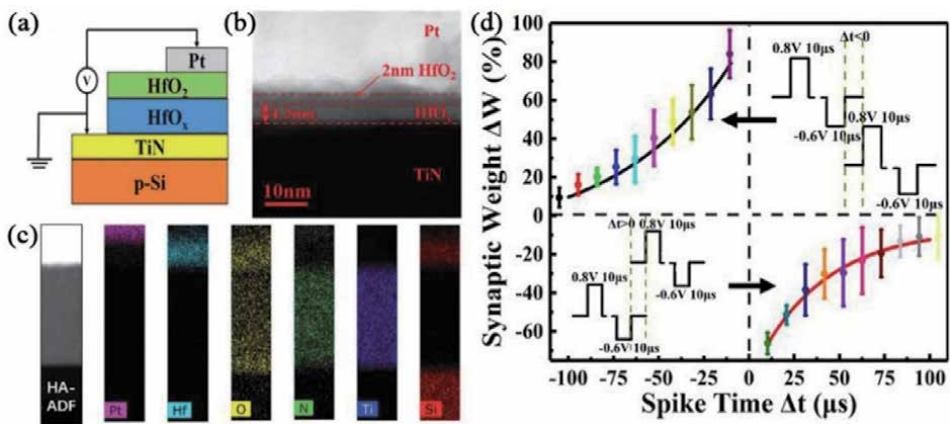 (a)
V
Pt
HfO₂
HfOₓ
TiN
p-Si
(b)
Pt
2nm HfO₂
4.2nm
HfOₓ
TiN
10nm
(c)
HA-
ADF
Pt
Hf
O
N
Ti
Si
(d)
Synaptic Weight ΔW (%)
80
60
40
20
0
-20
-40
-60
-100
-75
-50
-25
0
25
50
75
100
Spike Time Δt (μs)
Δt<0
0.8V 10μs
-0.6V 10μs
0.8V 10μs
-0.6V 10μs
Δt>0
0.8V 10μs
0.8V 10μs
-0.6V 10μs
-0.6V 10μs